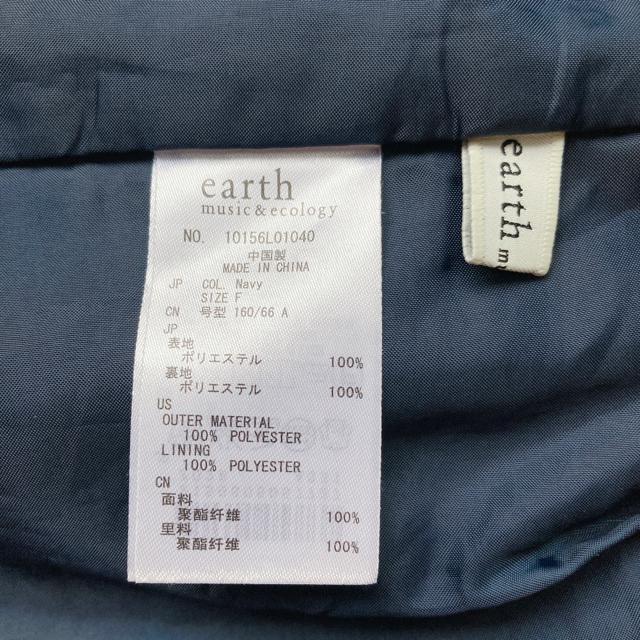 earth
music & ecology
NO. 10156L01040
中国製
MADE IN CHINA
JP COL. Navy
SIZE F
CN 号型 160/66 A
JP
表地
ポリエステル 100%
裏地
ポリエステル 100%
US
OUTER MATERIAL
100% POLYESTER
LINING
100% POLYESTER
CN
面料
聚酯纤维 100%
里料
聚酯纤维 100%
earth
mu